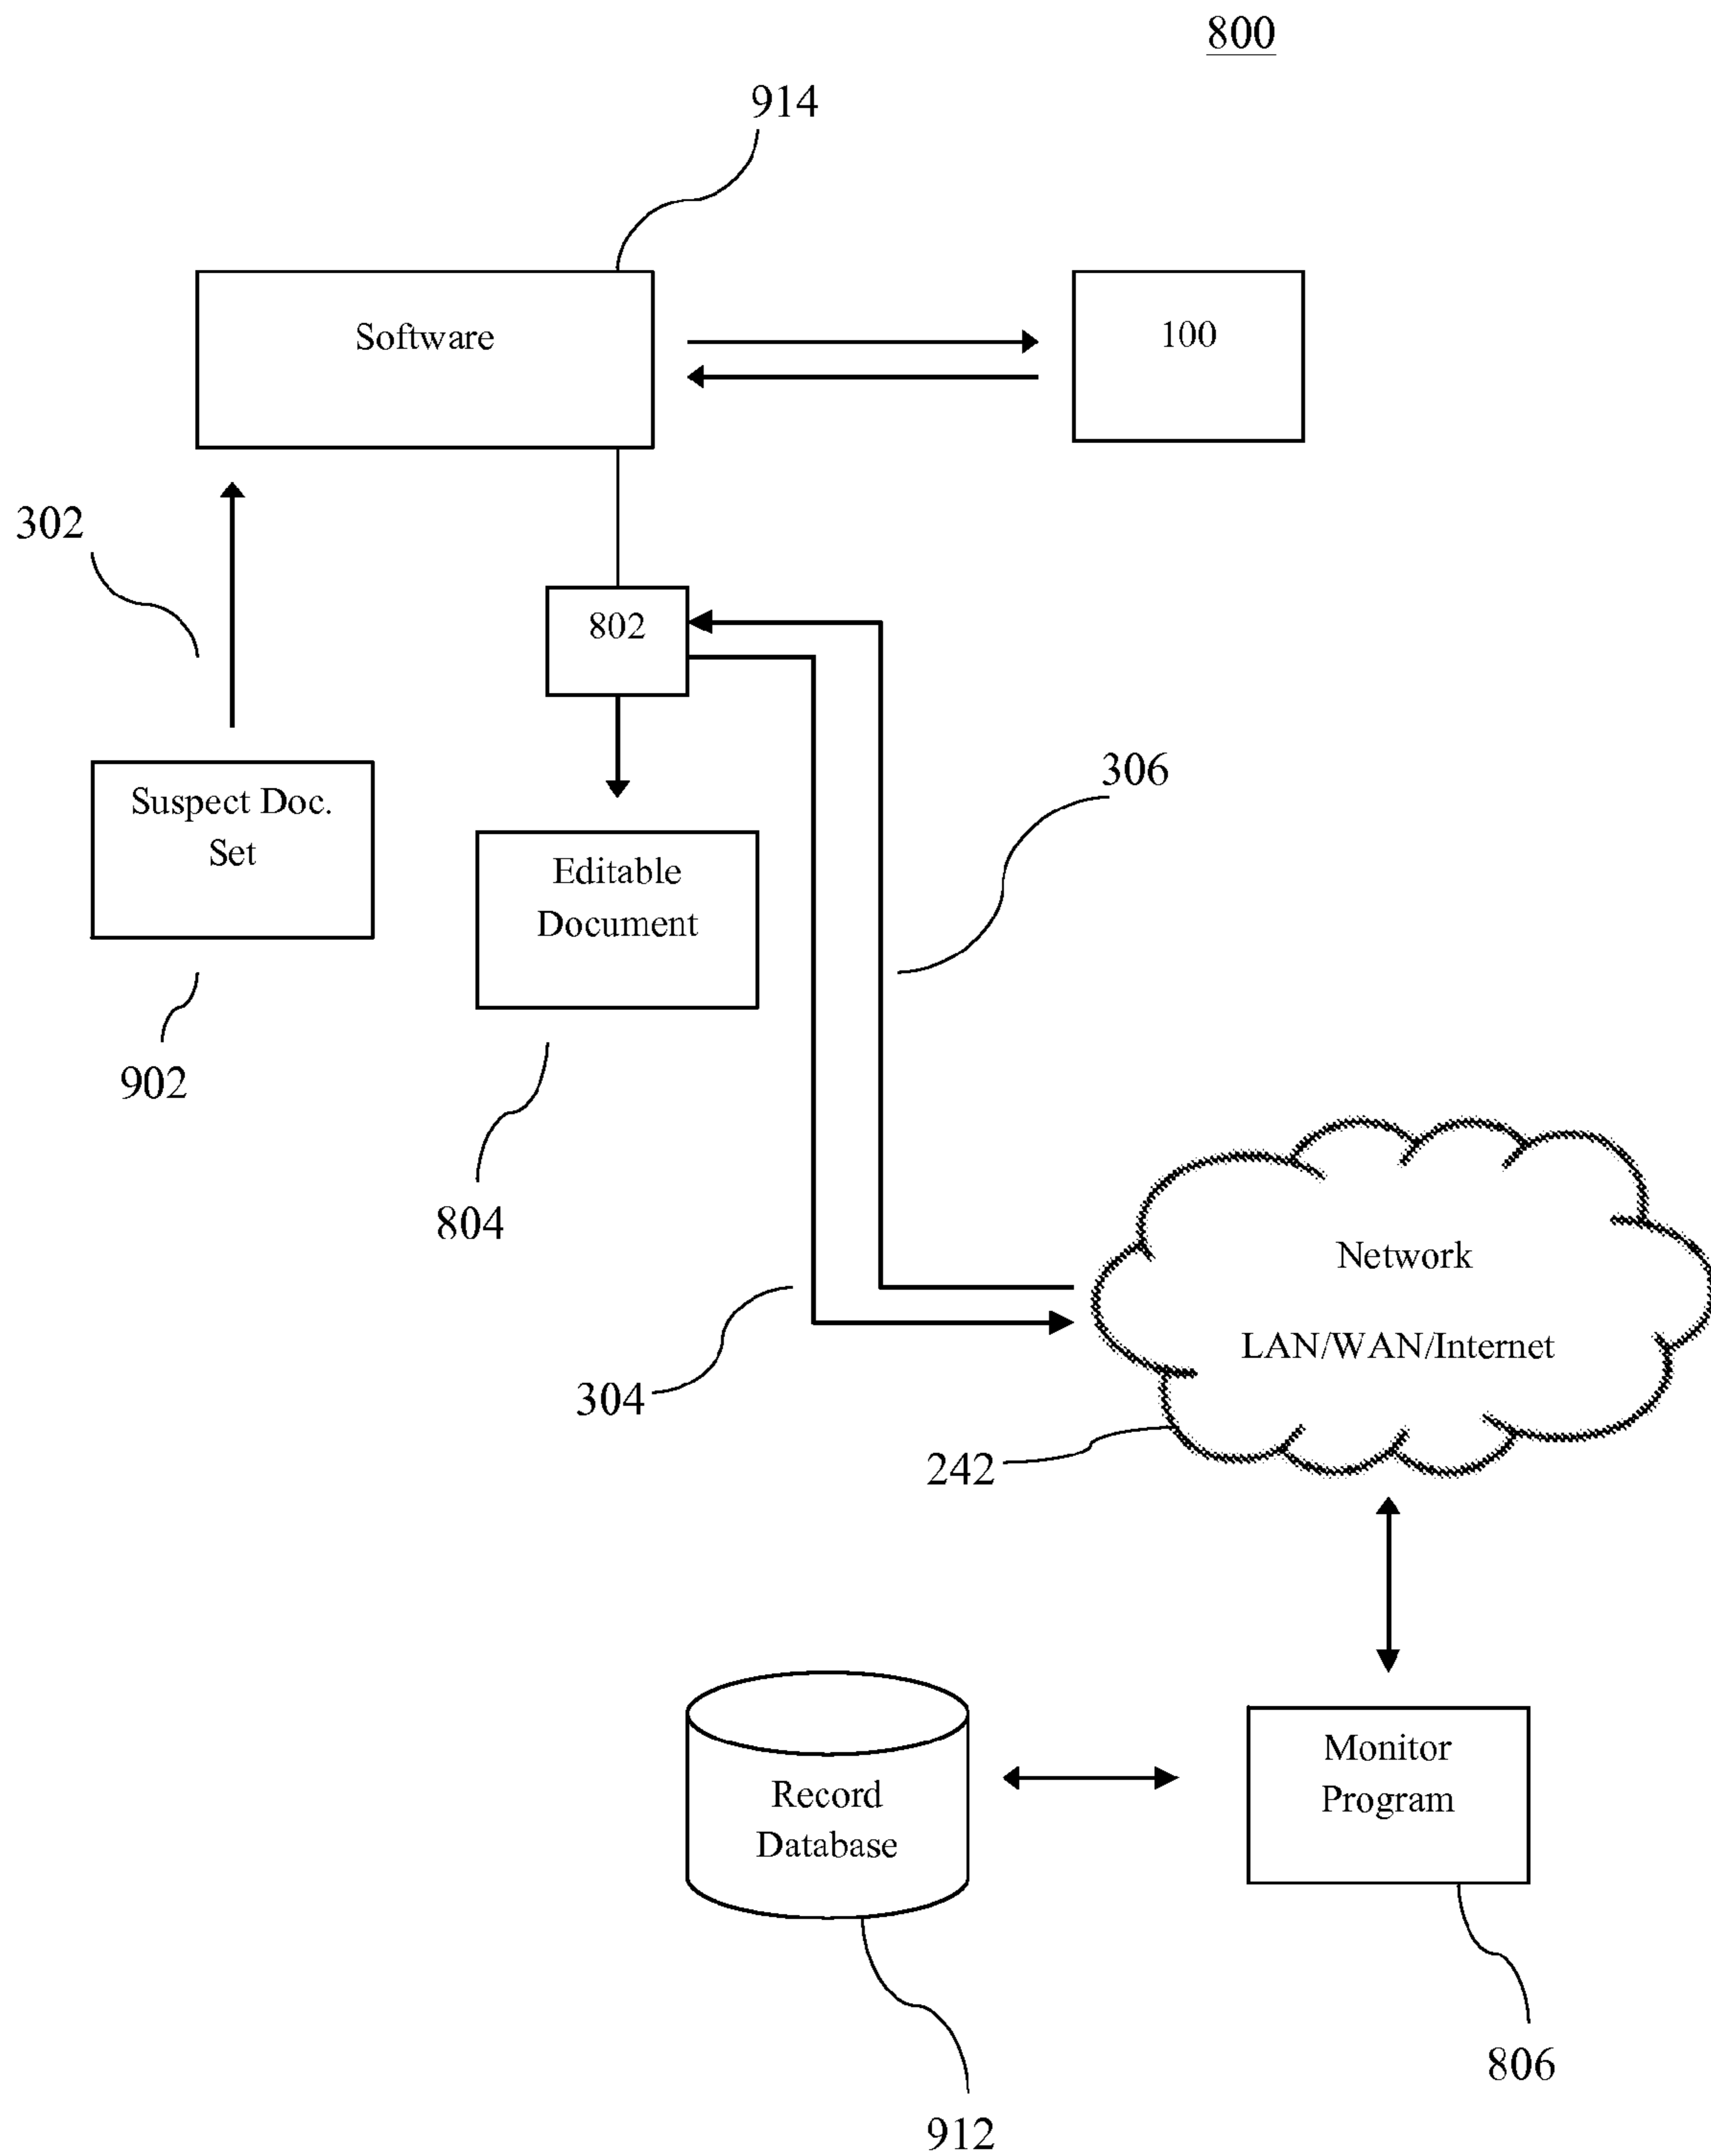 800
914
Software
100
302
802
306
Suspect Doc.
Set
Editable
Document
902
804
Network
LAN/WAN/Internet
304
242
Monitor
Program
Record
Database
806
912